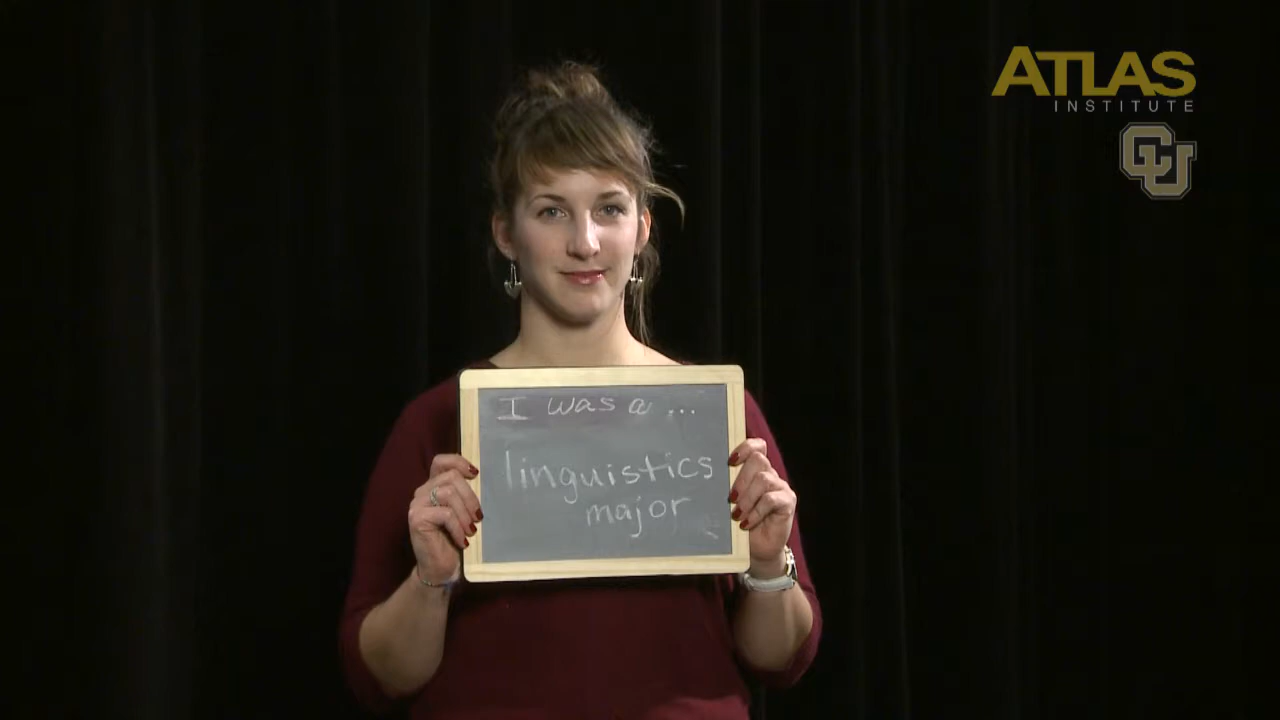 ATLAS
INSTITUTE
CU
I was a ...
linguistics
major